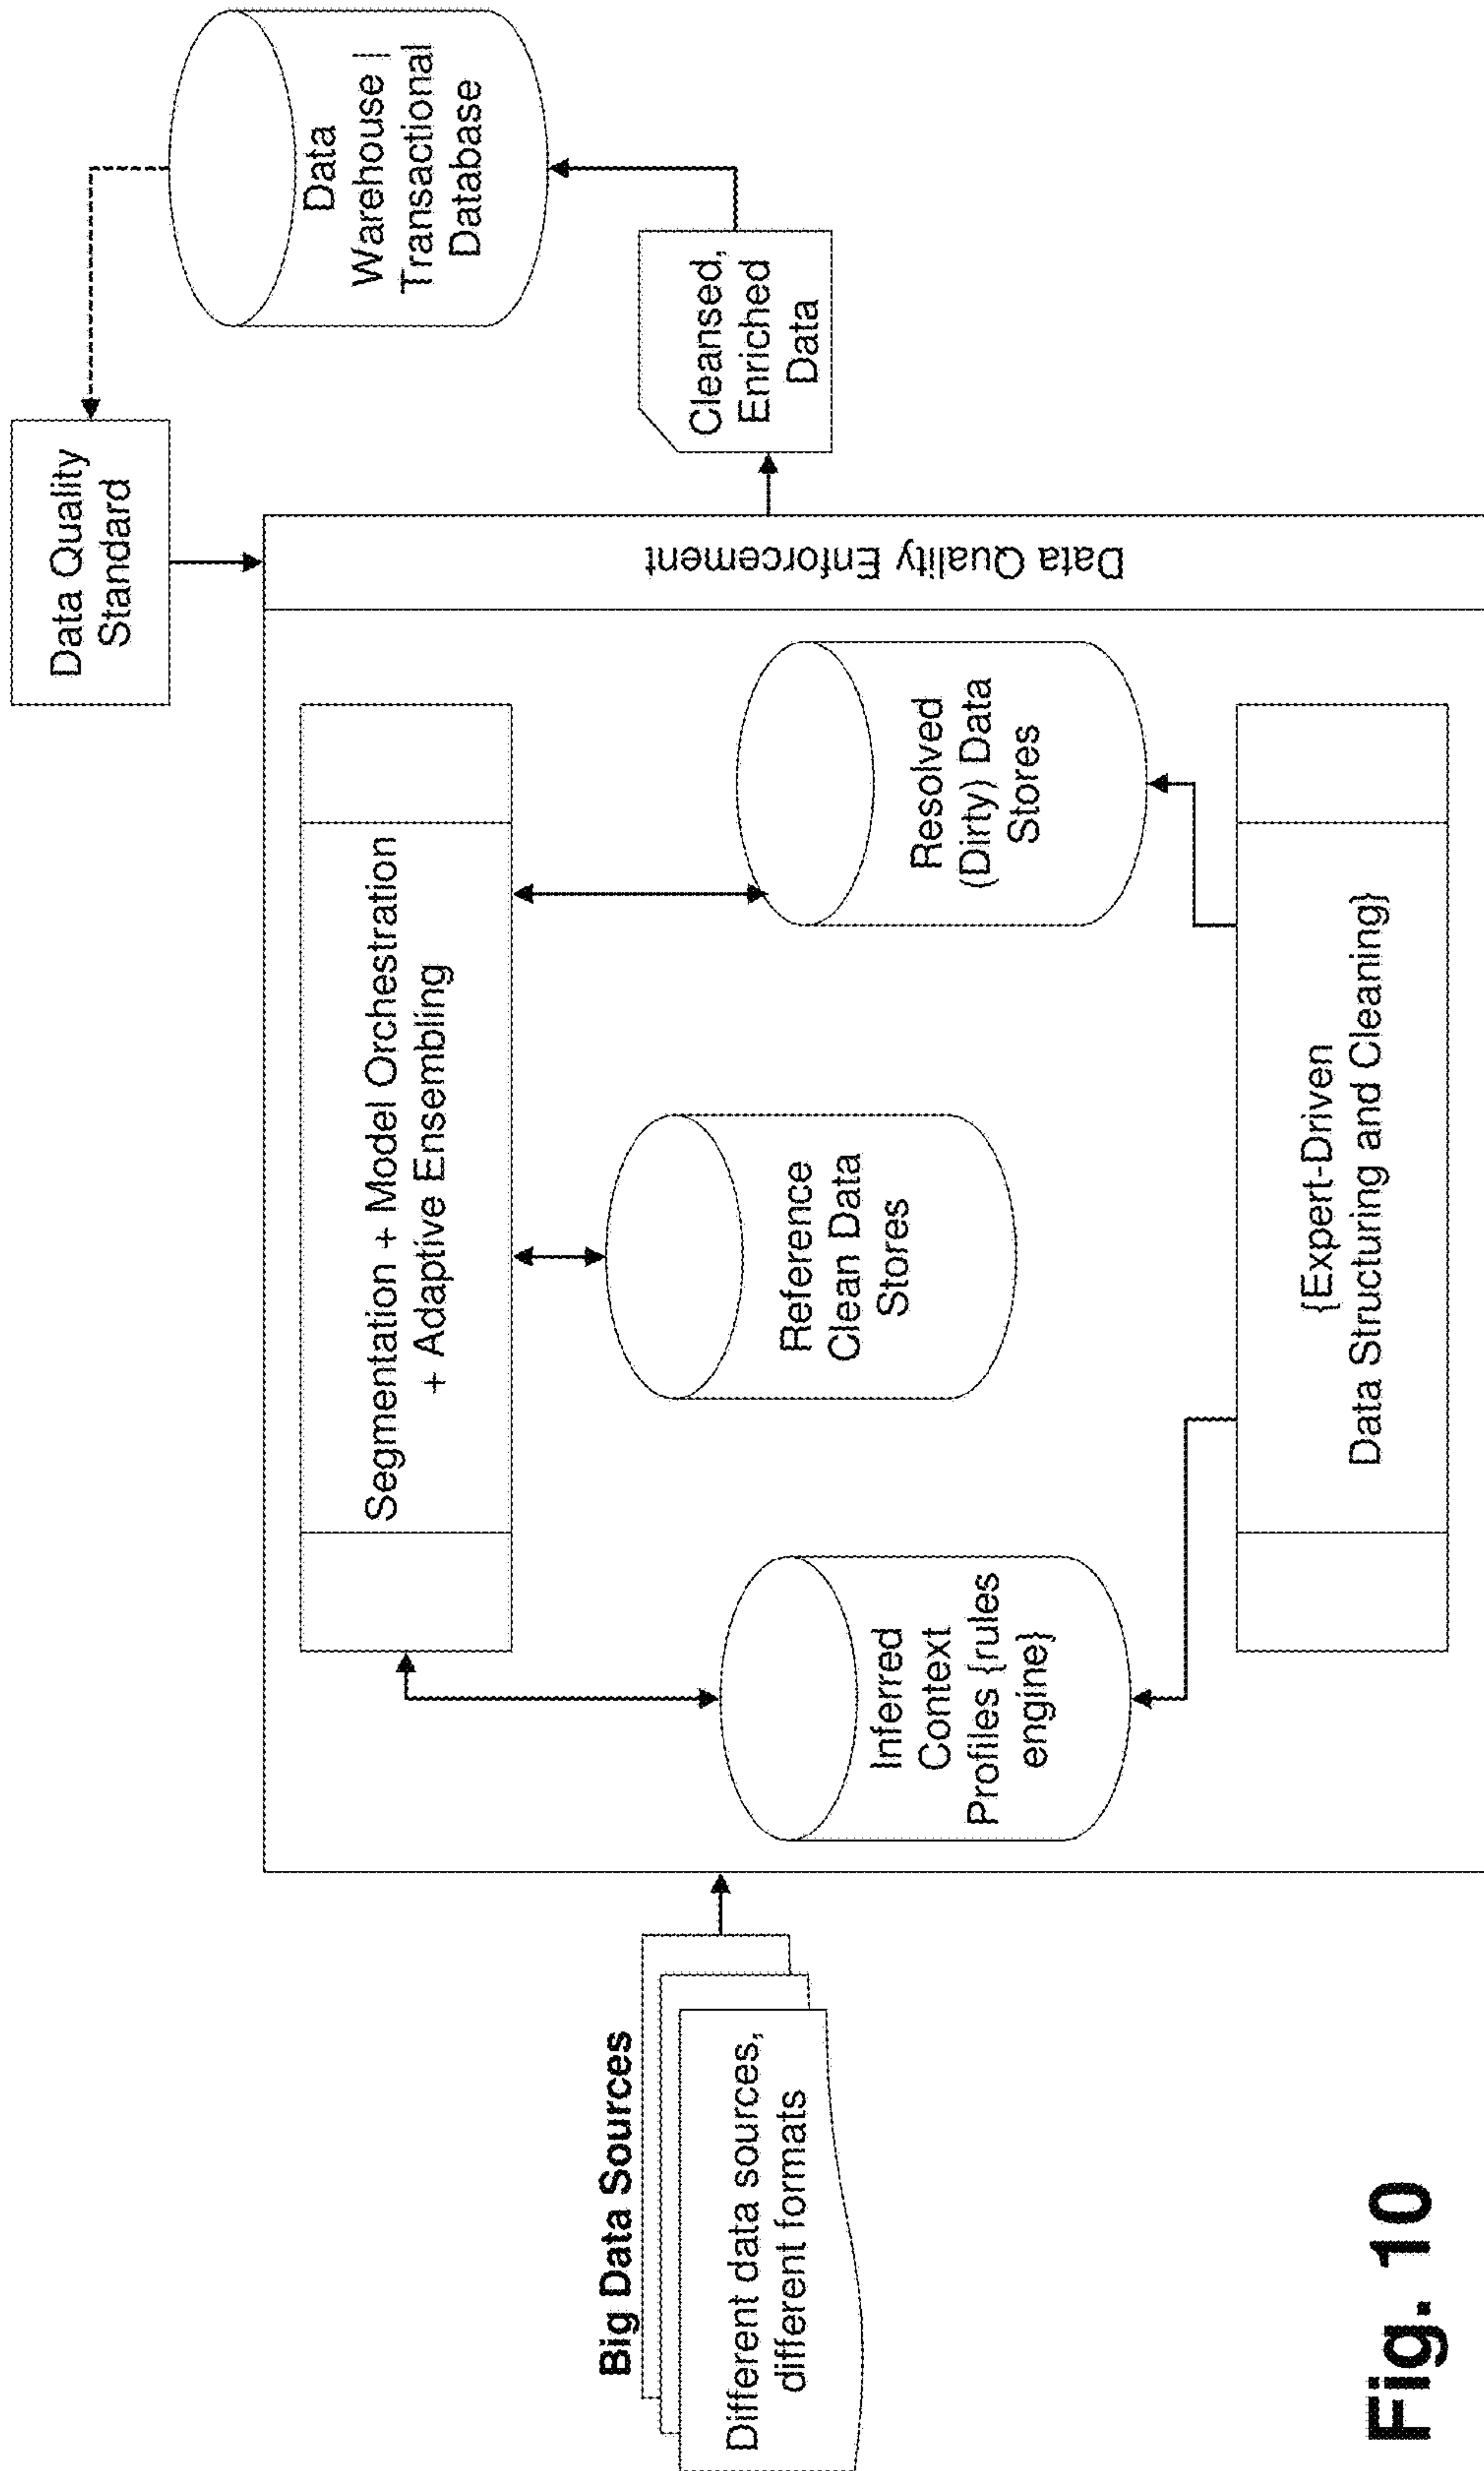 Big Data Sources
Different data sources,
different formats
Data Quality
Standard
Segmentation + Model Orchestration
+ Adaptive Ensembling
Inferred
Context
Profiles {rules
engine}
Reference
Clean Data
Stores
Resolved
(Dirty) Data
Stores
{Expert-Driven
Data Structuring and Cleaning}
Data Quality Enforcement
Cleansed,
Enriched
Data
Data
Warehouse |
Transactional
Database
Fig. 10